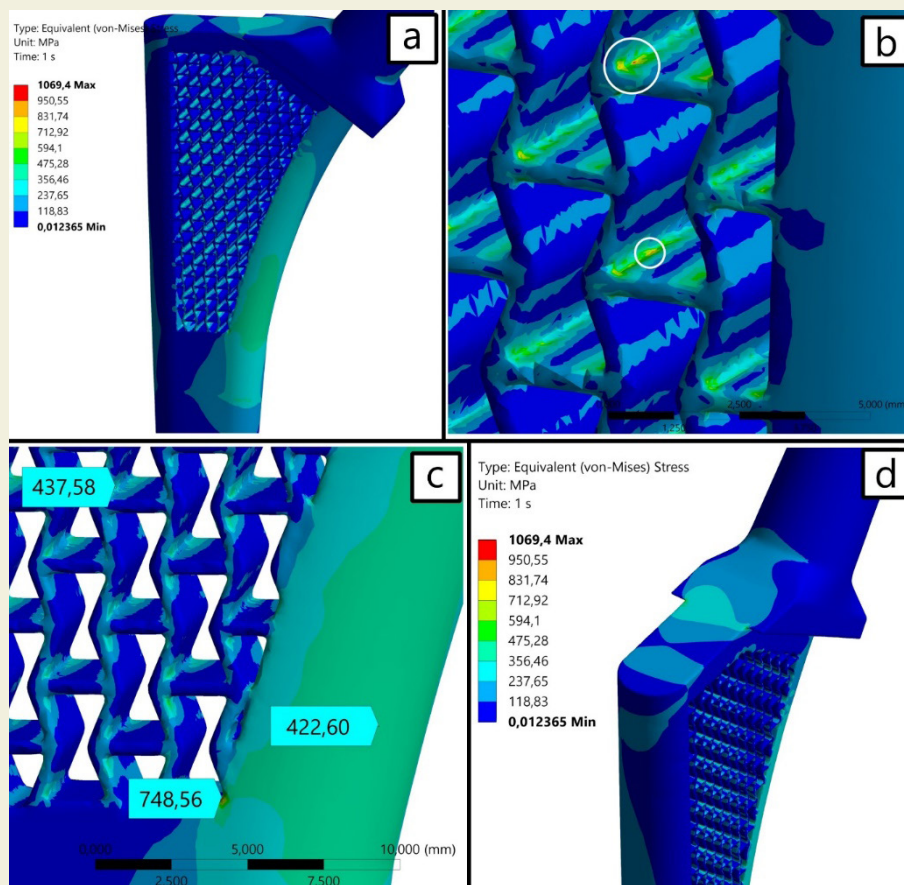 Type: Equivalent (von-Mises) Stress
Unit: MPa
Time: 1 s
1069,4 Max
950,55
831,74
712,92
594,1
475,28
356,46
237,65
118,83
0,012365 Min
a
b
2,500
5,000 (mm)
1,250
c
437,58
422,60
748,56
0,000
5,000
10,000 (mm)
2,500
7,500
Type: Equivalent (von-Mises) Stress
Unit: MPa
Time: 1 s
d
1069,4 Max
950,55
831,74
712,92
594,1
475,28
356,46
237,65
118,83
0,012365 Min